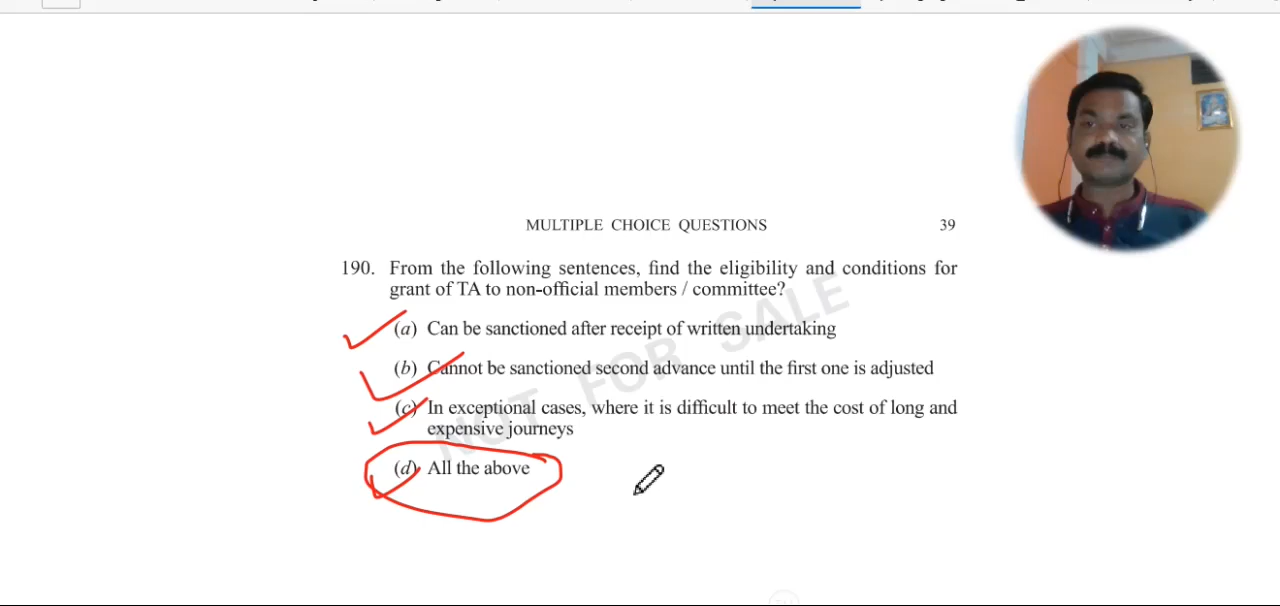 MULTIPLE CHOICE QUESTIONS 39
190. From the following sentences, find the eligibility and conditions for
grant of TA to non-official members / committee?
(a) Can be sanctioned after receipt of written undertaking
(b) Cannot be sanctioned second advance until the first one is adjusted
(c) In exceptional cases, where it is difficult to meet the cost of long and
expensive journeys
(d) All the above
NOT FOR SALE